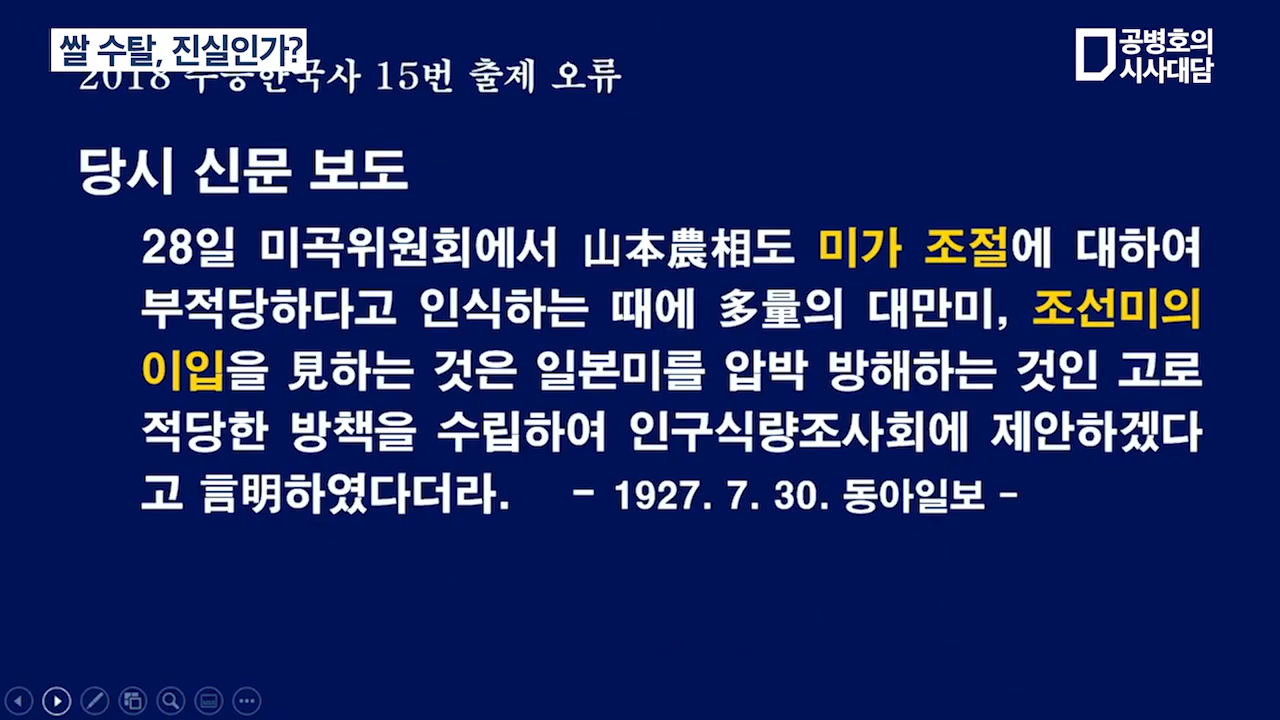 쌀 수탈, 진실인가?
공병호의
시사대담
2018 수능한국사 15번 출제 오류
당시 신문 보도
28일 미곡위원회에서 山本農相도 미가 조절에 대하여
부적당하다고 인식하는 때에 多量의 대만미, 조선미의
이입을 見하는 것은 일본미를 압박 방해하는 것인 고로
적당한 방책을 수립하여 인구식량조사회에 제안하겠다
고 言明하였다더라. - 1927. 7. 30. 동아일보 -